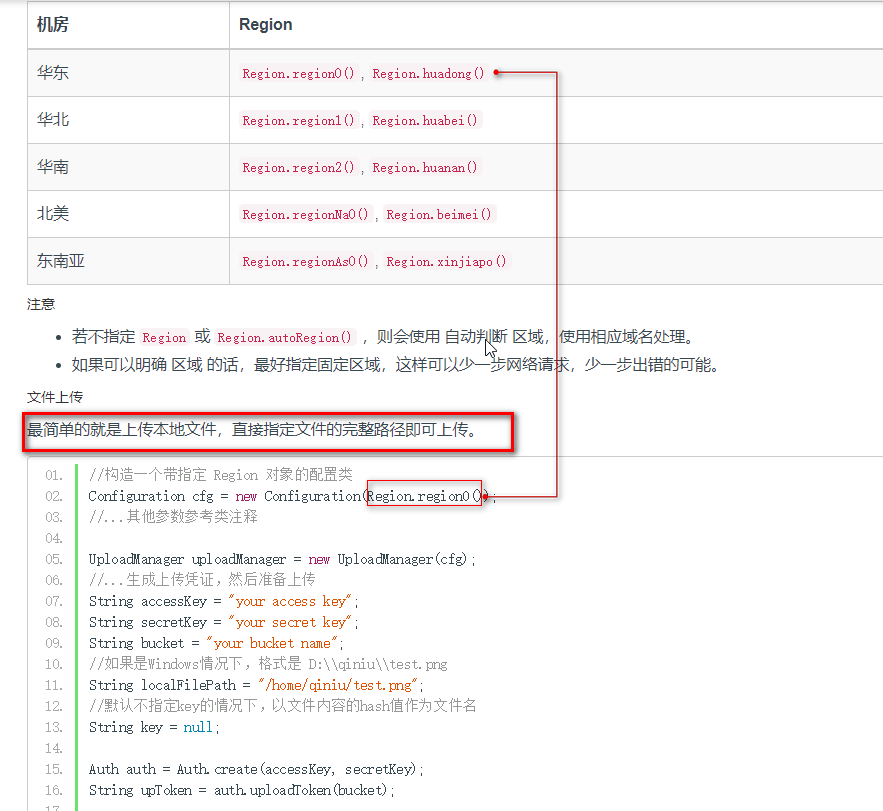 机房 Region
华东 Region.region0(), Region.huadong()
华北 Region.region1(), Region.huabei()
华南 Region.region2(), Region.huanan()
北美 Region.regionNa0(), Region.beimei()
东南亚 Region.regionAs0(), Region.xinjiapo()
注意
• 若不指定 Region 或 Region.autoRegion() ，则会使用 自动判断 区域，使用相应域名处理。
• 如果可以明确 区域 的话，最好指定固定区域，这样可以少一步网络请求，少一步出错的可能。
文件上传
最简单的就是上传本地文件，直接指定文件的完整路径即可上传。
01. //构造一个带指定 Region 对象的配置类
02. Configuration cfg = new Configuration(Region.region0());
03. //...其他参数参考类注释
04.
05. UploadManager uploadManager = new UploadManager(cfg);
06. //...生成上传凭证，然后准备上传
07. String accessKey = "your access key";
08. String secretKey = "your secret key";
09. String bucket = "your bucket name";
10. //如果是Windows情况下，格式是 D:\\qiniu\\test.png
11. String localFilePath = "/home/qiniu/test.png";
12. //默认不指定key的情况下，以文件内容的hash值作为文件名
13. String key = null;
14.
15. Auth auth = Auth.create(accessKey, secretKey);
16. String upToken = auth.uploadToken(bucket);